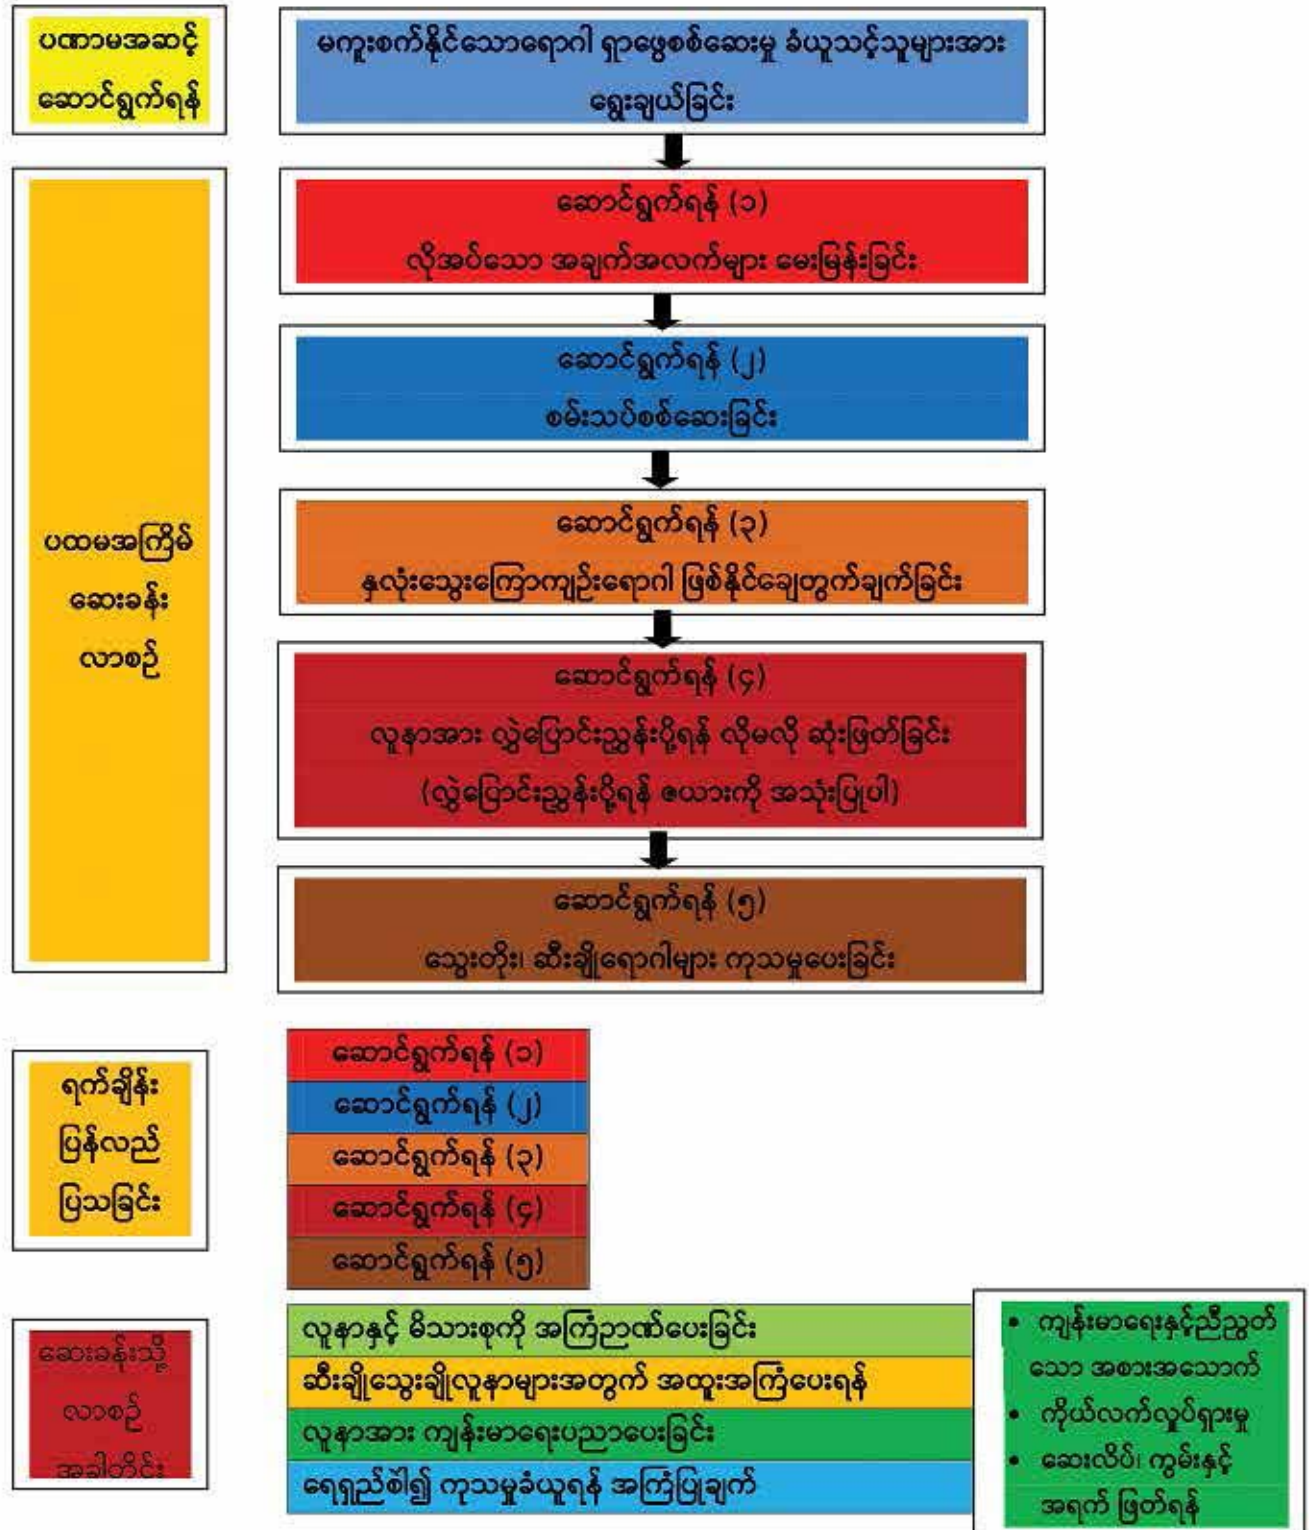 ပဏာမအဆင့်
ဆောင်ရွက်ရန်
မကူးစက်နိုင်သောရောဂါ ရှာဖွေစစ်ဆေးမှု ခံယူသင့်သူများအား
ရွေးချယ်ခြင်း
ပထမအကြိမ်
ဆေးခန်း
လာစဉ်
ဆောင်ရွက်ရန် (၁)
လိုအပ်သော အချက်အလက်များ မေးမြန်းခြင်း
ဆောင်ရွက်ရန် (၂)
စမ်းသပ်စစ်ဆေးခြင်း
ဆောင်ရွက်ရန် (၃)
နှလုံးသွေးကြောကျဉ်းရောဂါ ဖြစ်နိုင်ချေတွက်ချက်ခြင်း
ဆောင်ရွက်ရန် (၄)
လူနာအား လွှဲပြောင်းညွှန်းပို့ရန် လိုမလို ဆုံးဖြတ်ခြင်း
(လွှဲပြောင်းညွှန်းပို့ရန် ဇယားကို အသုံးပြုပါ)
ဆောင်ရွက်ရန် (၅)
သွေးတိုး၊ ဆီးချိုရောဂါများ ကုသမှုပေးခြင်း
ရက်ချိန်း
ပြန်လည်
ပြသခြင်း
ဆောင်ရွက်ရန် (၁)
ဆောင်ရွက်ရန် (၂)
ဆောင်ရွက်ရန် (၃)
ဆောင်ရွက်ရန် (၄)
ဆောင်ရွက်ရန် (၅)
ဆေးခန်းသို့
လာစဉ်
အခါတိုင်း
လူနာနှင့် မိသားစုကို အကြံဉာဏ်ပေးခြင်း
ဆီးချိုသွေးချိုလူနာများအတွက် အထူးအကြံပေးရန်
လူနာအား ကျန်းမာရေးပညာပေးခြင်း
ရေရှည်စွဲ၍ ကုသမှုခံယူရန် အကြံပြုချက်
• ကျန်းမာရေးနှင့်ညီညွတ်
သော အစားအသောက်
• ကိုယ်လက်လှုပ်ရှားမှု
• ဆေးလိပ်၊ ကွမ်းနှင့်
အရက် ဖြတ်ရန်